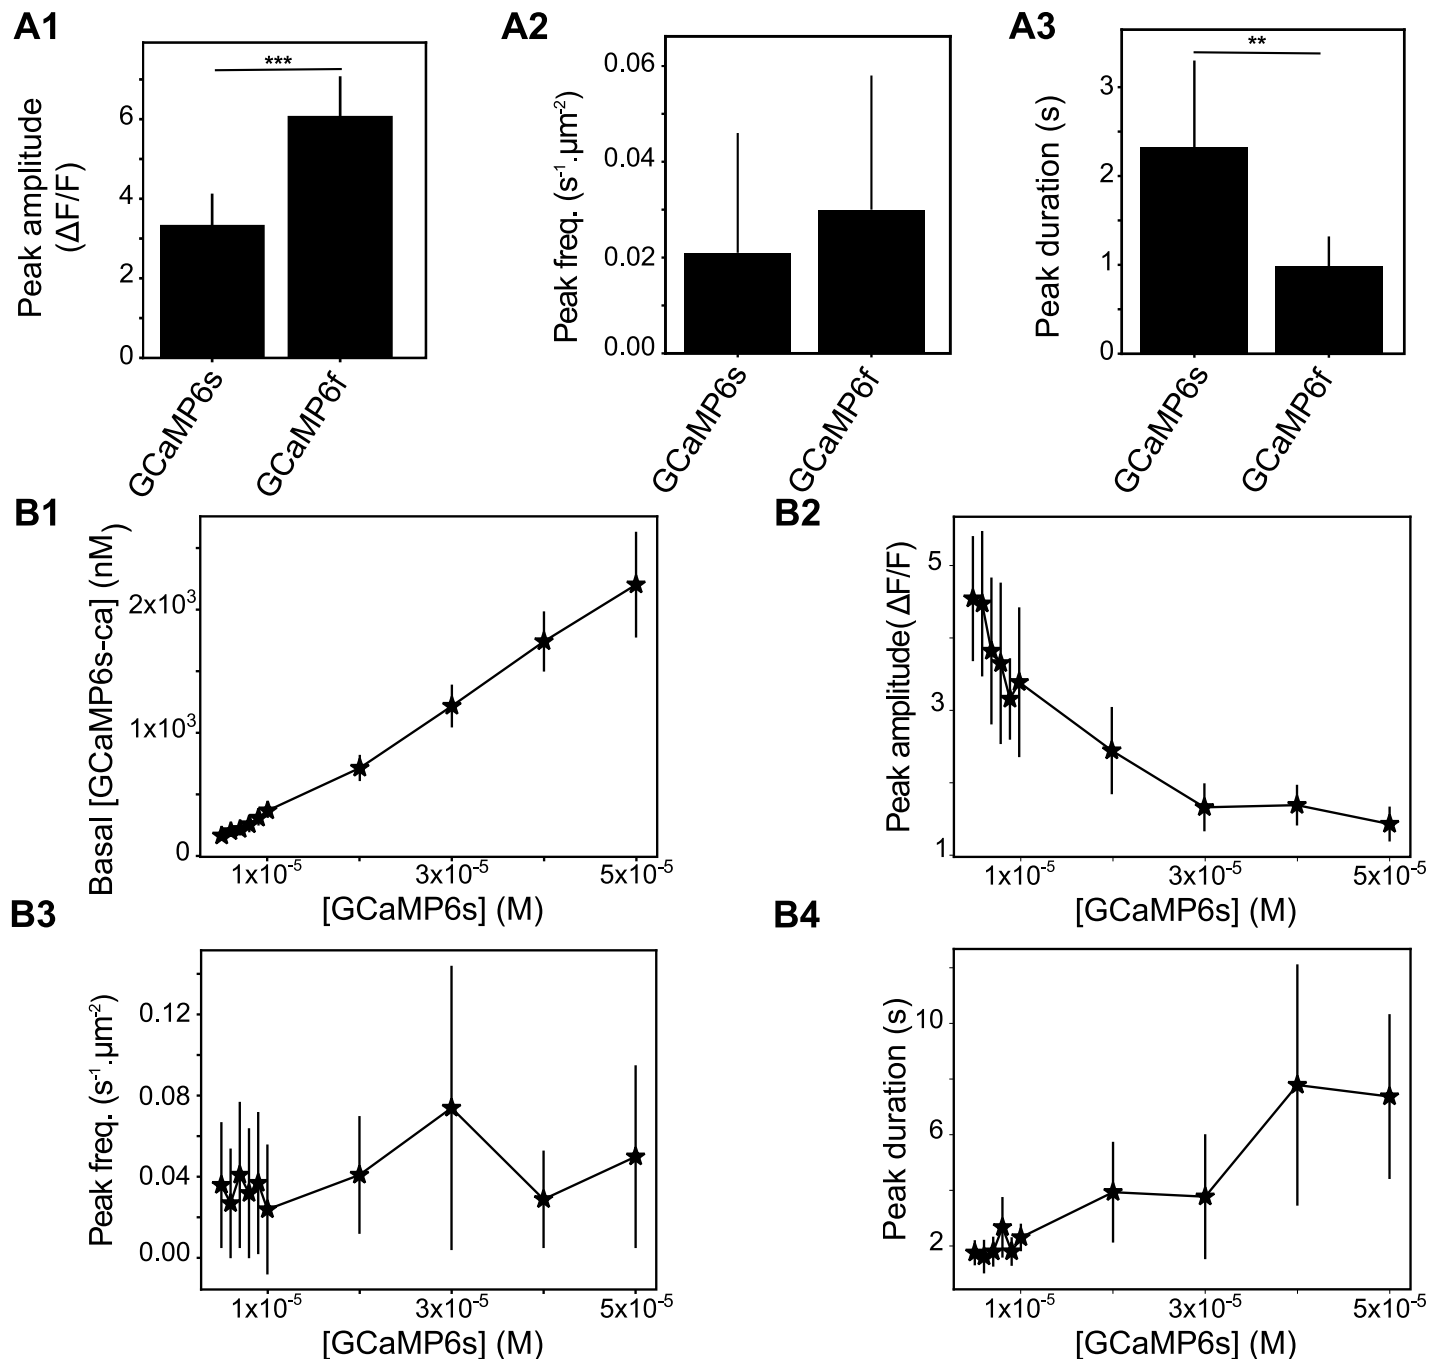 A1
A2
A3
Peak amplitude
(ΔF/F)
6
4
2
0
***
GCaMP6s
GCaMP6f
Peak freq. (s⁻¹.µm⁻²)
0.06
0.04
0.02
0.00
GCaMP6s
GCaMP6f
Peak duration (s)
3
2
1
0
**
GCaMP6s
GCaMP6f
B1
Basal [GCaMP6s-ca] (nM)
2x10³
1x10³
0
1x10⁻⁵
3x10⁻⁵
5x10⁻⁵
[GCaMP6s] (M)
B2
Peak amplitude(ΔF/F)
5
3
1
1x10⁻⁵
3x10⁻⁵
5x10⁻⁵
[GCaMP6s] (M)
B3
Peak freq. (s⁻¹.µm⁻²)
0.12
0.08
0.04
0.00
1x10⁻⁵
3x10⁻⁵
5x10⁻⁵
[GCaMP6s] (M)
B4
Peak duration (s)
10
6
2
1x10⁻⁵
3x10⁻⁵
5x10⁻⁵
[GCaMP6s] (M)